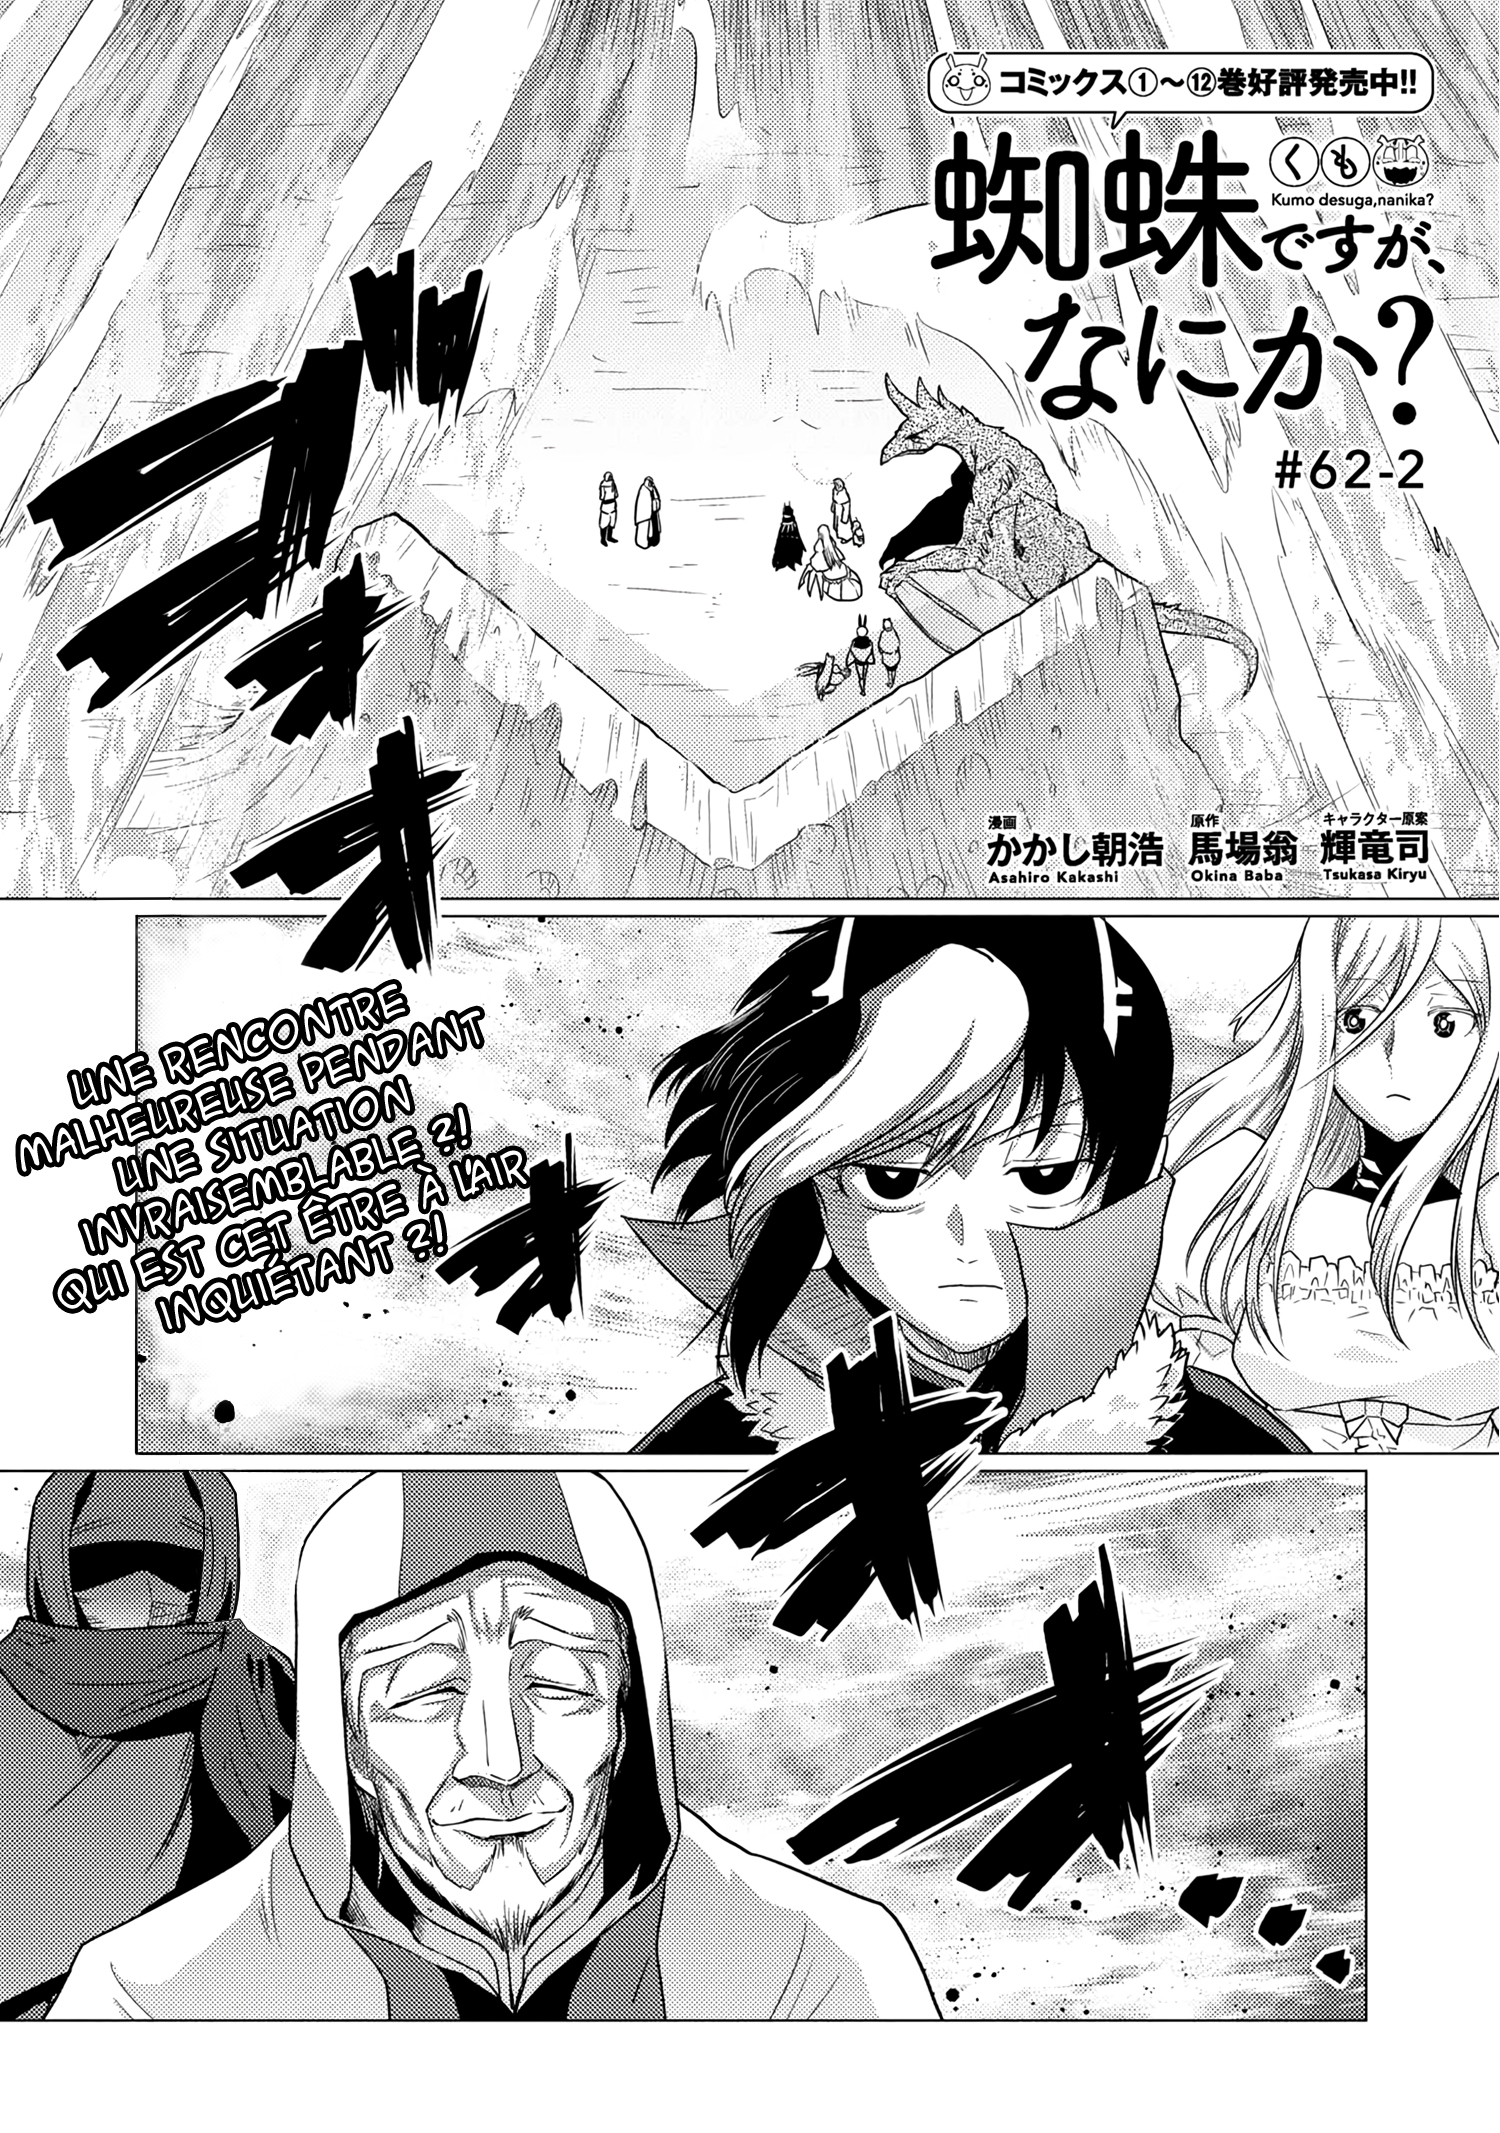 コミックス①～⑫巻好評発売中!!
くも
Kumo desuga,nanika?
蜘蛛ですが、
なにか?
#62-2
漫画
かかし朝浩
Asahiro Kakashi
原作
馬場翁
Okina Baba
キャラクター原案
輝竜司
Tsukasa Kiryu
UNE RENCONTRE
MALHEUREUSE PENDANT
UNE SITUATION
INVRAISEMBLABLE ?!
QUI EST CET ÊTRE À L'AIR
INQUIÉTANT ?!